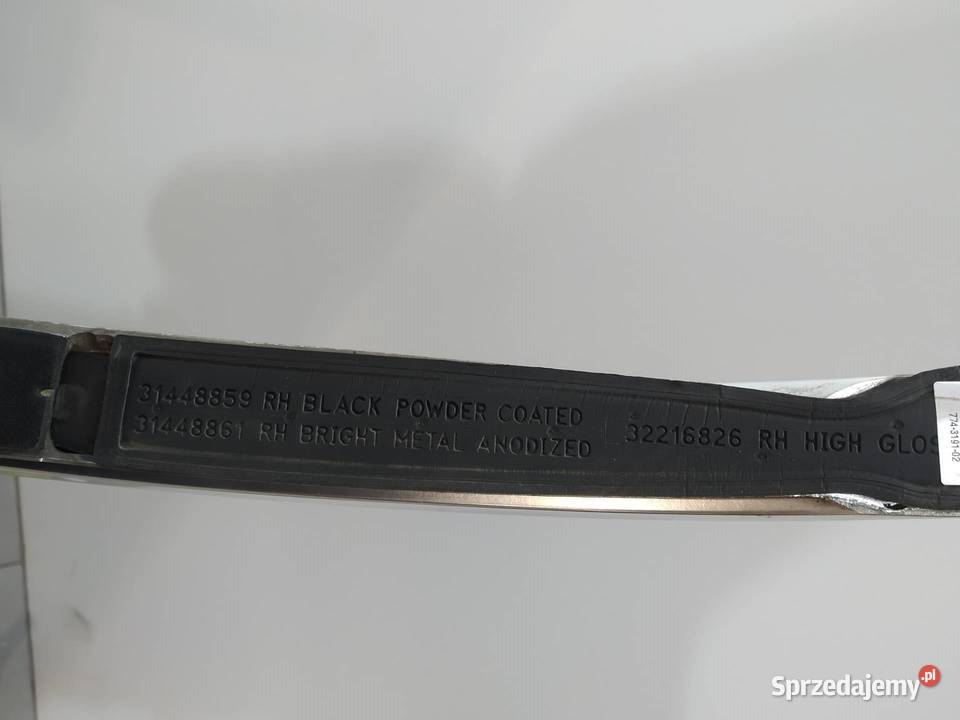 31448859 RH BLACK POWDER COATED
31448861 RH BRIGHT METAL ANODIZED
32216826 RH HIGH GLOS
774-3191-02
Sprzedajemy.pl